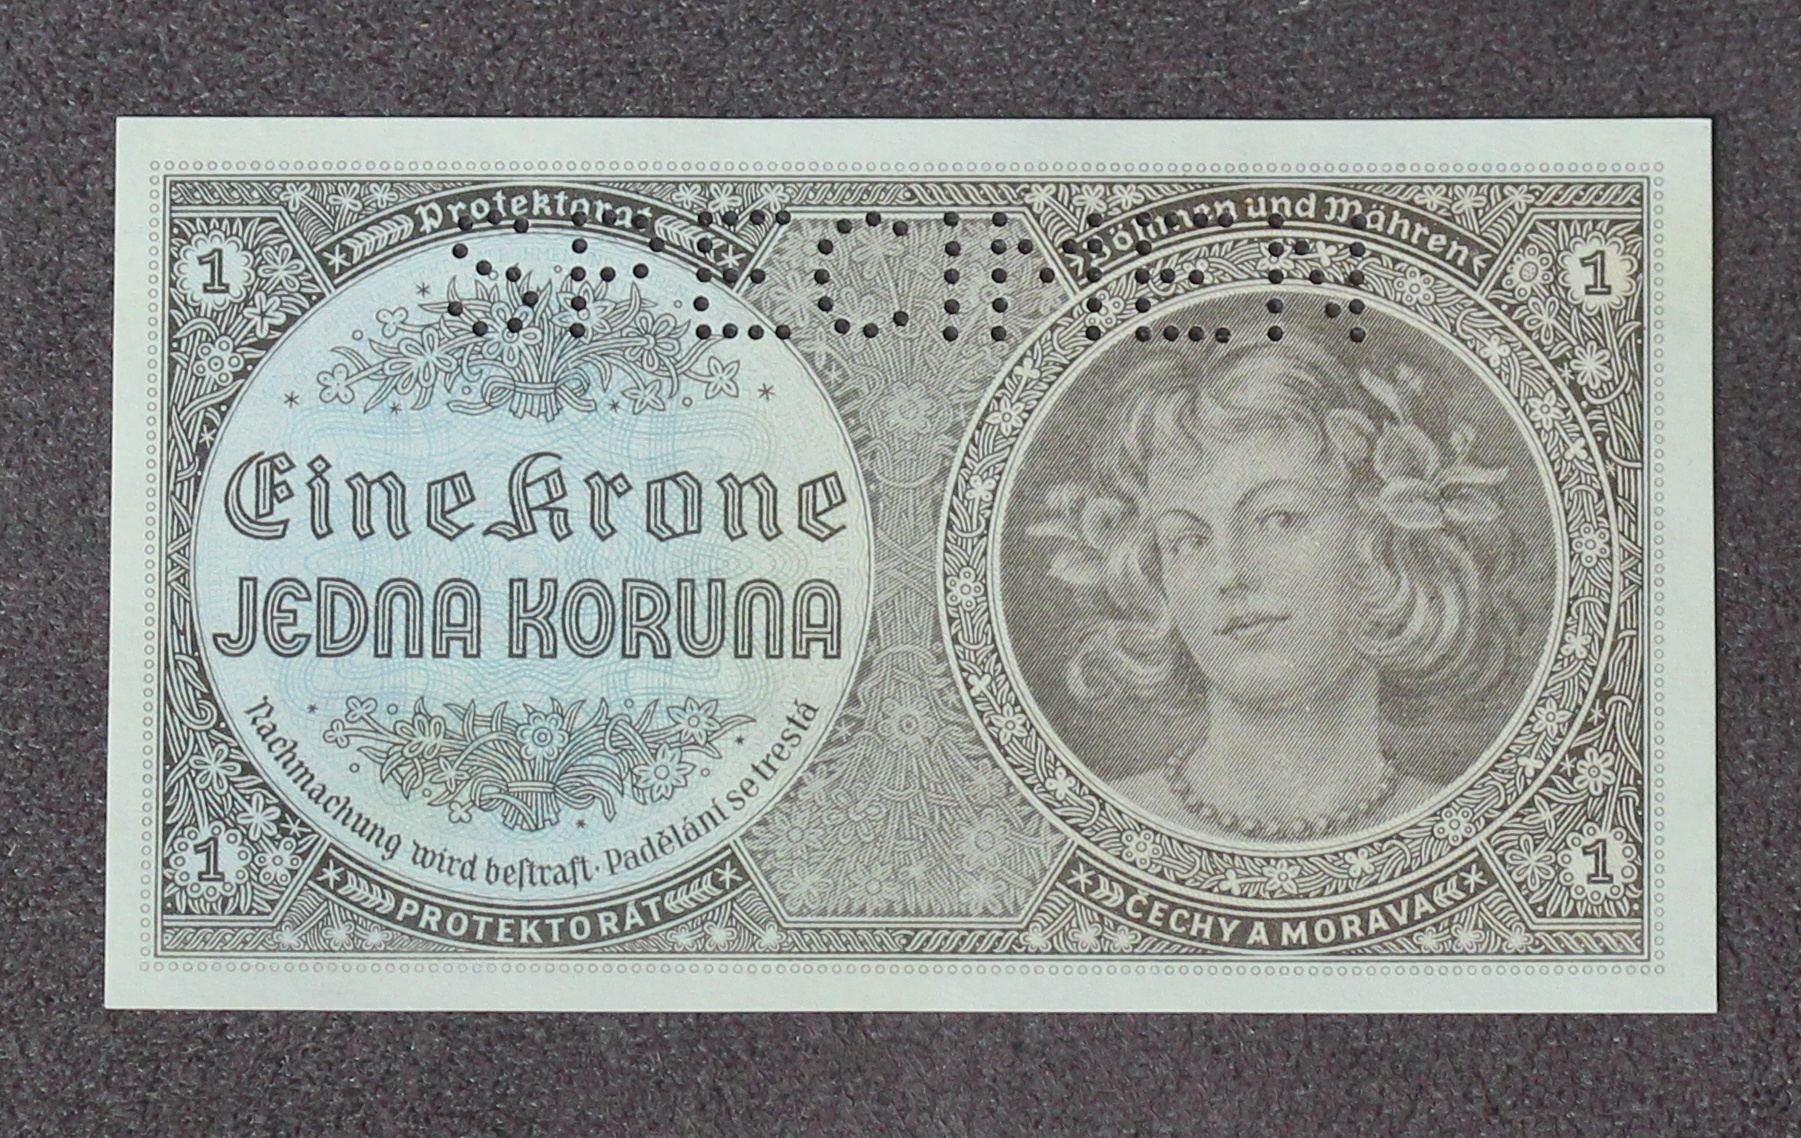 Protektorat
Böhmen und Mähren
SPECIMEN
1
1
Eine Krone
JEDNA KORUNA
Nachmachung wird bestraft · Padělání se trestá
1
1
PROTEKTORÁT
ČECHY A MORAVA